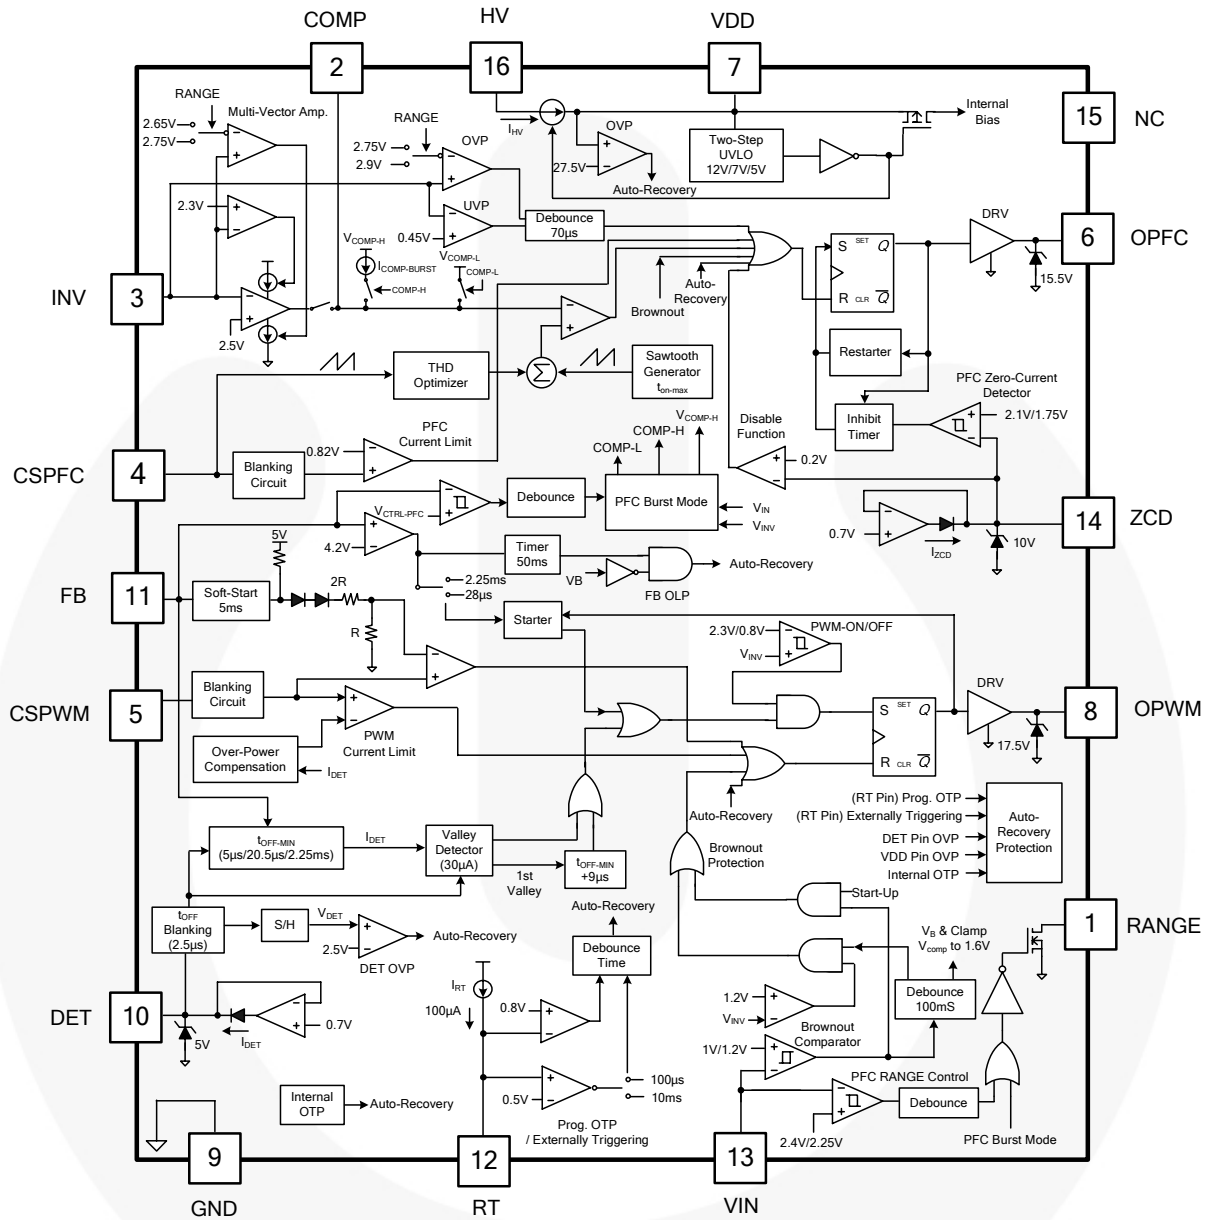 COMP
HV
VDD
2
16
7
15
NC
RANGE
2.65V
2.75V
Multi-Vector Amp.
2.3V
2.5V
RANGE
2.75V
2.9V
OVP
UVP
0.45V
Debounce
70µs
I_HV
OVP
27.5V
Auto-Recovery
Two-Step
UVLO
12V/7V/5V
Internal
Bias
DRV
6
OPFC
15.5V
S SET Q
R CLR Q
INV
3
V_COMP-H
I_COMP-BURST
COMP-H
V_COMP-L
COMP-L
Brownout
Auto-
Recovery
Restarter
THD
Optimizer
Σ
Sawtooth
Generator
t_on-max
PFC Zero-Current
Detector
2.1V/1.75V
Inhibit
Timer
CSPFC
4
Blanking
Circuit
0.82V
PFC
Current Limit
V_COMP-H
COMP-H
COMP-L
Disable
Function
0.2V
PFC Burst Mode
V_IN
V_INV
Debounce
V_CTRL-PFC
4.2V
Timer
50ms
VB
FB OLP
Auto-Recovery
0.7V
I_ZCD
10V
14
ZCD
FB
11
5V
Soft-Start
5ms
2R
R
2.25ms
28µs
Starter
2.3V/0.8V
V_INV
PWM-ON/OFF
CSPWM
5
Blanking
Circuit
Over-Power
Compensation
I_DET
PWM
Current Limit
S SET Q
R CLR Q
DRV
17.5V
8
OPWM
Auto-Recovery
(RT Pin) Prog. OTP
(RT Pin) Externally Triggering
DET Pin OVP
VDD Pin OVP
Internal OTP
Auto-
Recovery
Protection
t_OFF-MIN
(5µs/20.5µs/2.25ms)
I_DET
Valley
Detector
(30µA)
1st
Valley
t_OFF-MIN
+9µs
Brownout
Protection
Start-Up
t_OFF
Blanking
(2.5µs)
S/H
V_DET
2.5V
DET OVP
Auto-Recovery
Auto-Recovery
Debounce
Time
V_B & Clamp
V_comp to 1.6V
Debounce
100mS
1
RANGE
DET
10
5V
I_DET
0.7V
I_RT
100µA
0.8V
0.5V
100µs
10ms
Prog. OTP
/ Externally Triggering
1.2V
V_INV
Brownout
Comparator
1V/1.2V
PFC RANGE Control
2.4V/2.25V
Debounce
PFC Burst Mode
Internal
OTP
Auto-Recovery
9
GND
12
RT
13
VIN